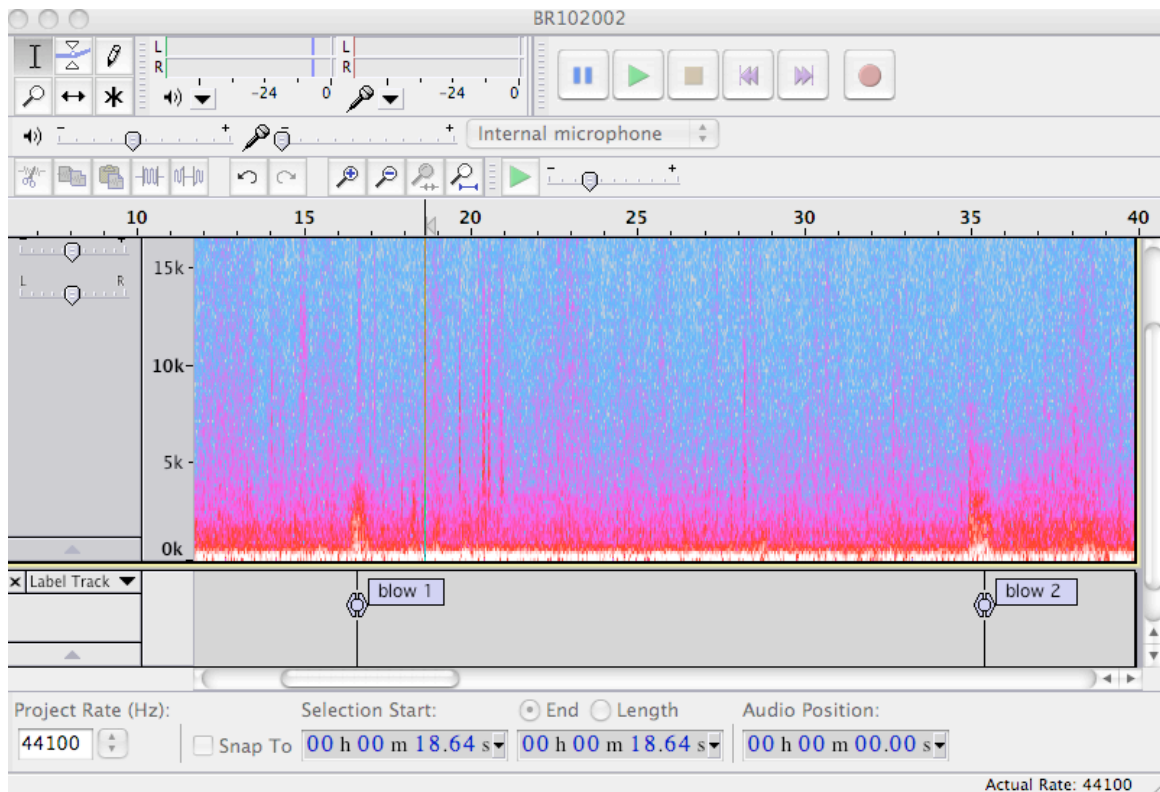 BR102002
L
R
-24 0
L
R
-24 0
- +
- +
Internal microphone
- +
10 15 20 25 30 35 40
- +
L R
15k
10k
5k
0k
× Label Track
blow 1
blow 2
Project Rate (Hz):
Selection Start:
End
Length
Audio Position:
44100
Snap To
00 h 00 m 18.64 s
00 h 00 m 18.64 s
00 h 00 m 00.00 s
Actual Rate: 44100